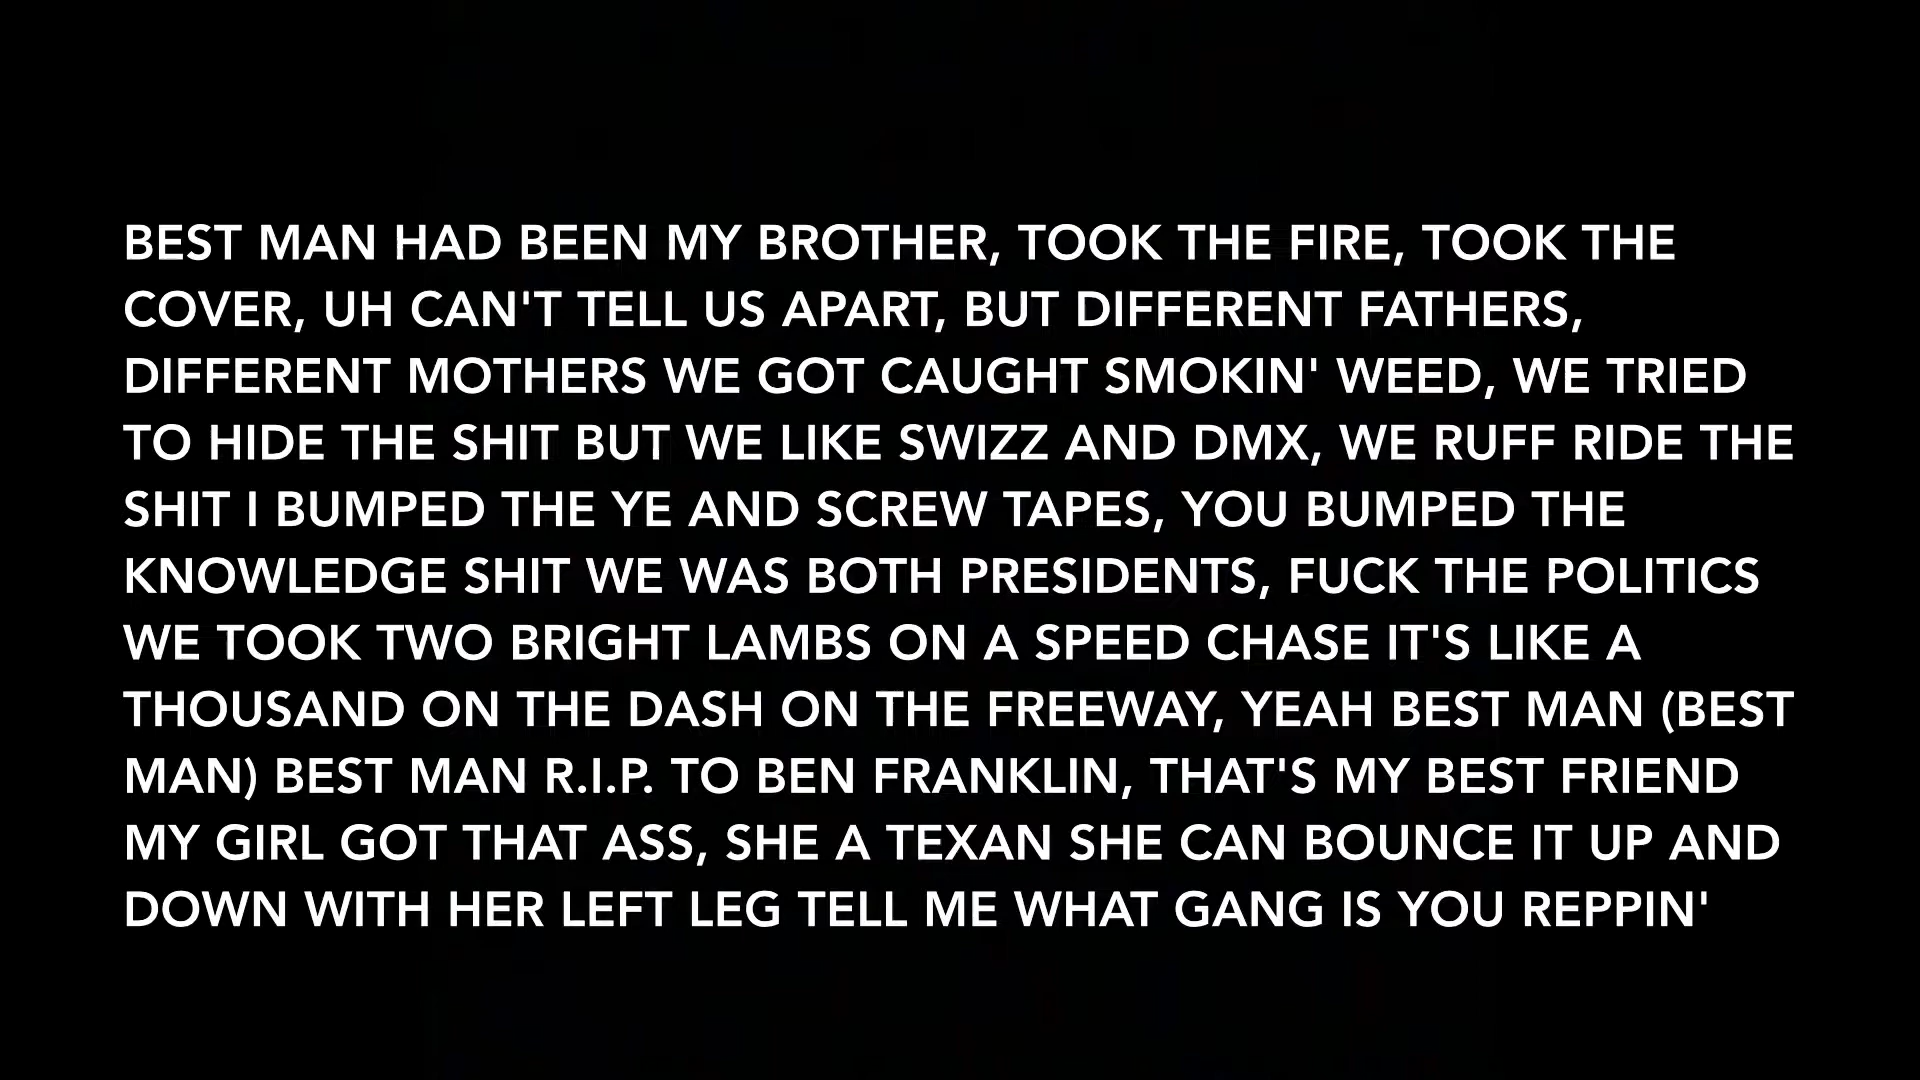 BEST MAN HAD BEEN MY BROTHER, TOOK THE FIRE, TOOK THE
COVER, UH CAN'T TELL US APART, BUT DIFFERENT FATHERS,
DIFFERENT MOTHERS WE GOT CAUGHT SMOKIN' WEED, WE TRIED
TO HIDE THE SHIT BUT WE LIKE SWIZZ AND DMX, WE RUFF RIDE THE
SHIT I BUMPED THE YE AND SCREW TAPES, YOU BUMPED THE
KNOWLEDGE SHIT WE WAS BOTH PRESIDENTS, FUCK THE POLITICS
WE TOOK TWO BRIGHT LAMBS ON A SPEED CHASE IT'S LIKE A
THOUSAND ON THE DASH ON THE FREEWAY, YEAH BEST MAN (BEST
MAN) BEST MAN R.I.P. TO BEN FRANKLIN, THAT'S MY BEST FRIEND
MY GIRL GOT THAT ASS, SHE A TEXAN SHE CAN BOUNCE IT UP AND
DOWN WITH HER LEFT LEG TELL ME WHAT GANG IS YOU REPPIN'